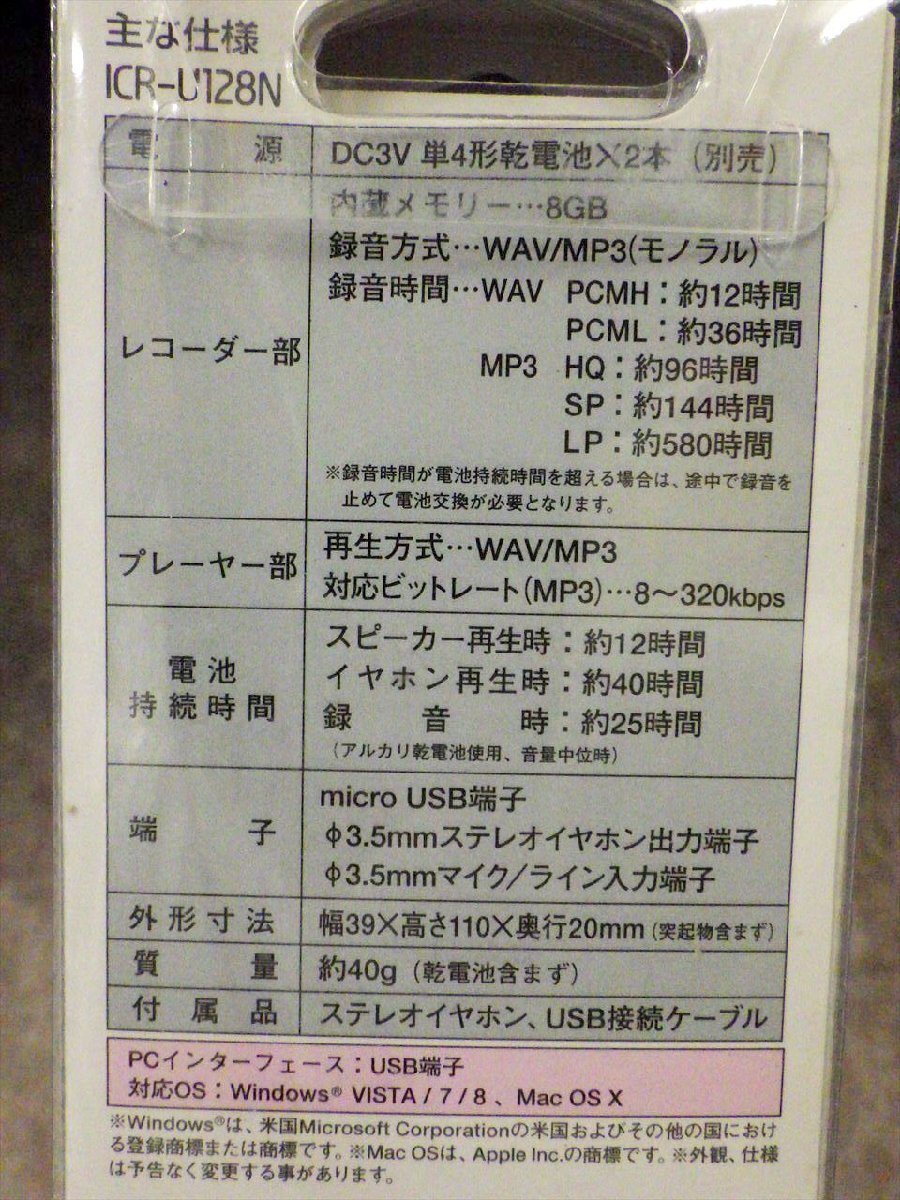 主な仕様
ICR-U128N
電源 DC3V 単4形乾電池×2本（別売）
レコーダー部
内蔵メモリー…8GB
録音方式…WAV/MP3(モノラル)
録音時間…WAV PCMH：約12時間
PCML：約36時間
MP3 HQ：約96時間
SP：約144時間
LP：約580時間
※録音時間が電池持続時間を超える場合は、途中で録音を
止めて電池交換が必要となります。
プレーヤー部
再生方式…WAV/MP3
対応ビットレート(MP3)…8〜320kbps
電池
持続時間
スピーカー再生時：約12時間
イヤホン再生時：約40時間
録音時：約25時間
（アルカリ乾電池使用、音量中位時）
端子
micro USB端子
φ3.5mmステレオイヤホン出力端子
φ3.5mmマイク/ライン入力端子
外形寸法 幅39×高さ110×奥行20mm（突起物含まず）
質量 約40g（乾電池含まず）
付属品 ステレオイヤホン、USB接続ケーブル
PCインターフェース：USB端子
対応OS：Windows® VISTA / 7 / 8 、Mac OS X
※Windows®は、米国Microsoft Corporationの米国およびその他の国におけ
る登録商標または商標です。※Mac OSは、Apple Inc.の商標です。※外観、仕様
は予告なく変更する事があります。